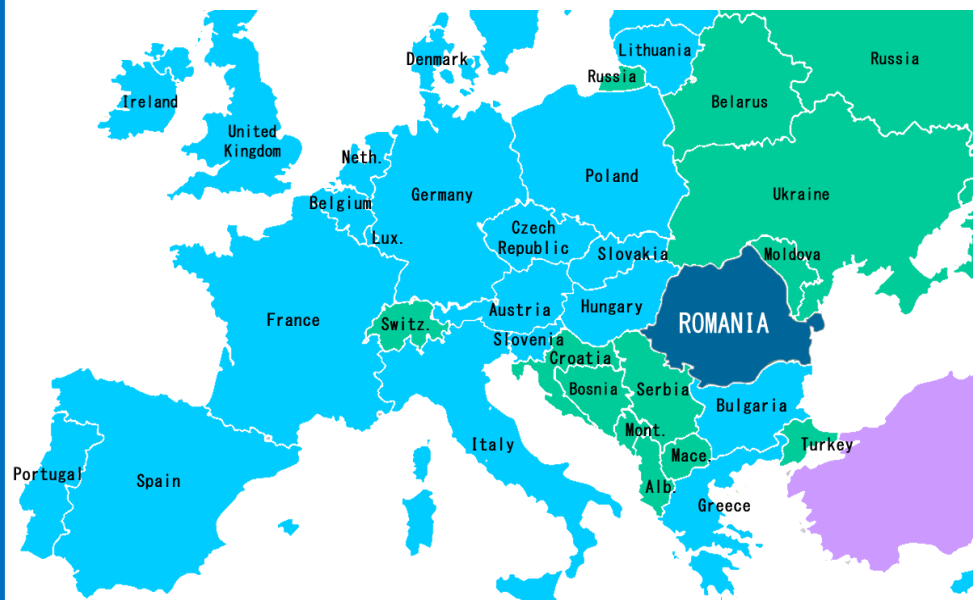 Denmark
Lithuania
Russia
Russia
Belarus
Ireland
United
Kingdom
Neth.
Poland
Germany
Ukraine
Belgium
Czech
Republic
Lux.
Slovakia
Moldova
Austria
Hungary
France
Switz.
ROMANIA
Slovenia
Croatia
Bosnia
Serbia
Bulgaria
Mont.
Italy
Turkey
Mace.
Portugal
Spain
Alb.
Greece